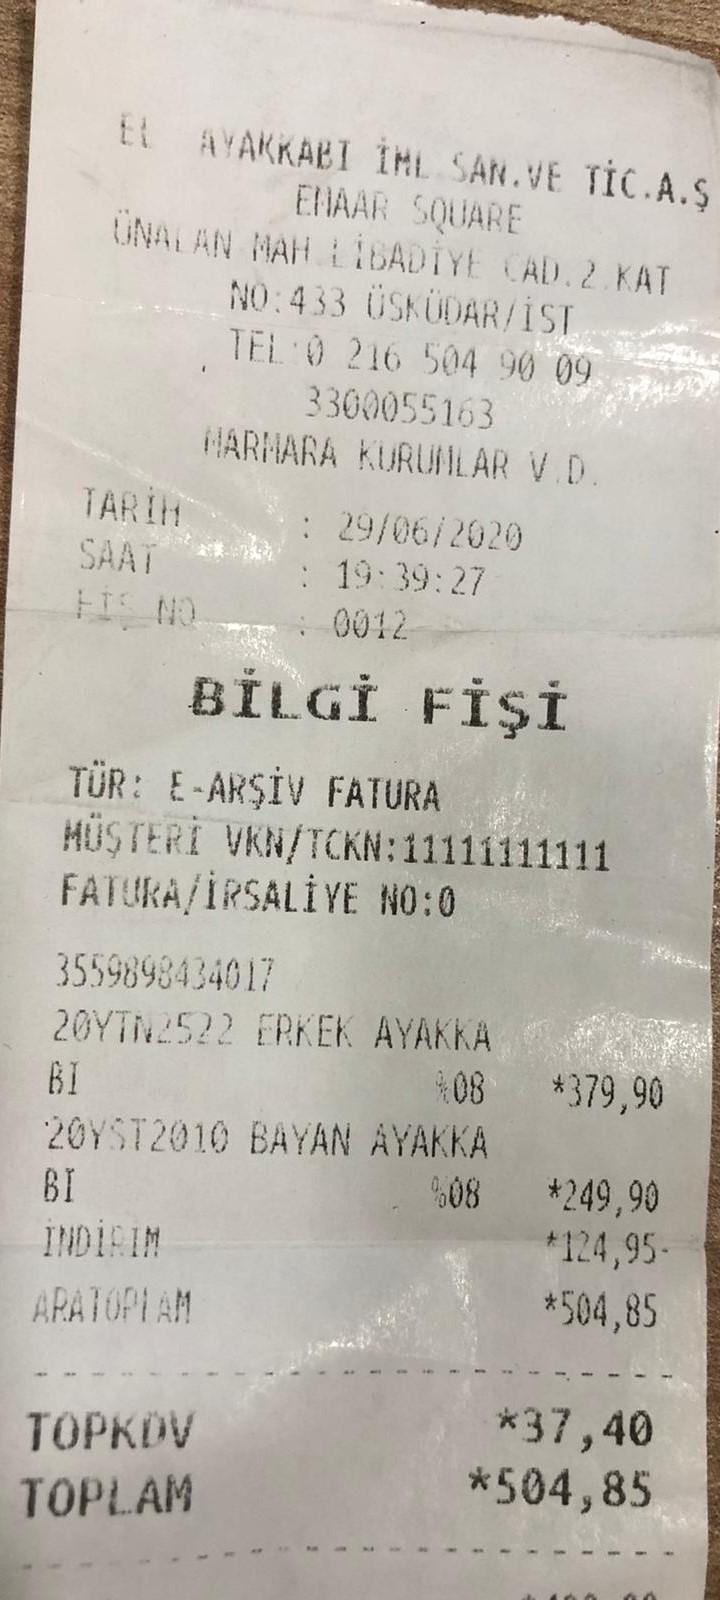 EL AYAKKABI İML SAN.VE TİC.A.Ş
EMAAR SQUARE
ÜNALAN MAH LİBADİYE CAD.2.KAT
NO:433 ÜSKÜDAR/İST
TEL:0 216 504 90 09
3300055163
MARMARA KURUMLAR V.D.
TARİH : 29/06/2020
SAAT : 19:39:27
FİŞ NO : 0012
BİLGİ FİŞİ
TÜR: E-ARŞİV FATURA
MÜŞTERİ VKN/TCKN:11111111111
FATURA/İRSALİYE NO:0
3559898434017
20YTN2522 ERKEK AYAKKA
BI %08 *379,90
20YST2010 BAYAN AYAKKA
BI %08 *249,90
İNDİRİM *124,95-
ARATOPLAM *504,85
TOPKDV *37,40
TOPLAM *504,85